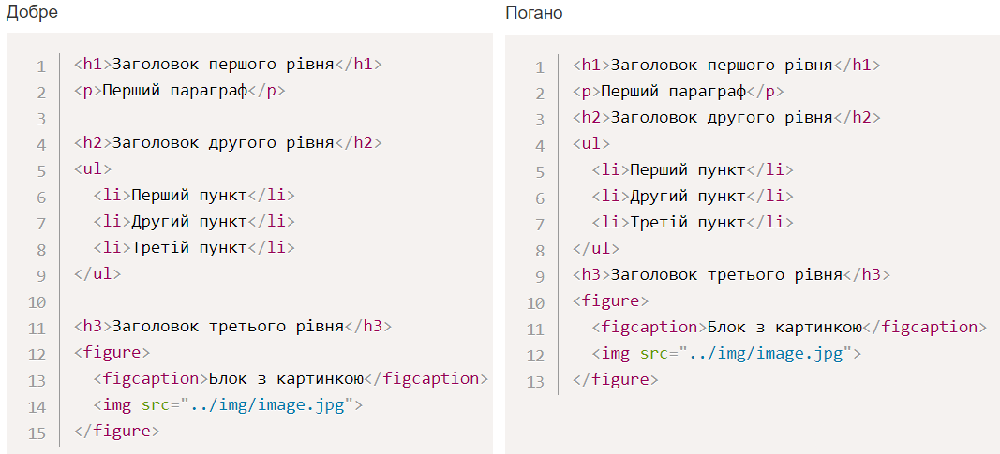 Добре
1 <h1>Заголовок першого рівня</h1>
2 <p>Перший параграф</p>
3
4 <h2>Заголовок другого рівня</h2>
5 <ul>
6   <li>Перший пункт</li>
7   <li>Другий пункт</li>
8   <li>Третій пункт</li>
9 </ul>
10
11 <h3>Заголовок третього рівня</h3>
12 <figure>
13   <figcaption>Блок з картинкою</figcaption>
14   <img src="../img/image.jpg">
15 </figure>
Погано
1 <h1>Заголовок першого рівня</h1>
2 <p>Перший параграф</p>
3 <h2>Заголовок другого рівня</h2>
4 <ul>
5   <li>Перший пункт</li>
6   <li>Другий пункт</li>
7   <li>Третій пункт</li>
8 </ul>
9 <h3>Заголовок третього рівня</h3>
10 <figure>
11   <figcaption>Блок з картинкою</figcaption>
12   <img src="../img/image.jpg">
13 </figure>